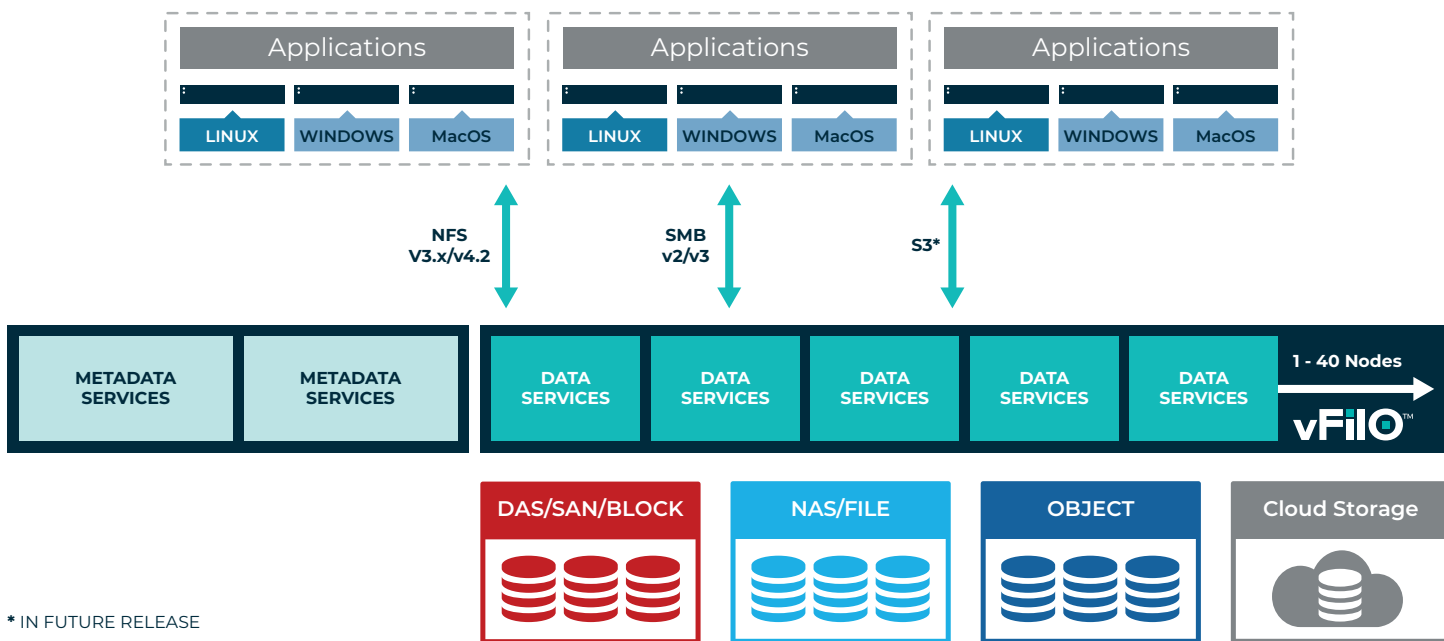 Applications
Applications
Applications
LINUX
WINDOWS
MacOS
LINUX
WINDOWS
MacOS
LINUX
WINDOWS
MacOS
NFS
V3.x/v4.2
SMB
v2/v3
S3*
METADATA
SERVICES
METADATA
SERVICES
DATA
SERVICES
DATA
SERVICES
DATA
SERVICES
DATA
SERVICES
DATA
SERVICES
1 - 40 Nodes
vFilO™
DAS/SAN/BLOCK
NAS/FILE
OBJECT
Cloud Storage
* IN FUTURE RELEASE